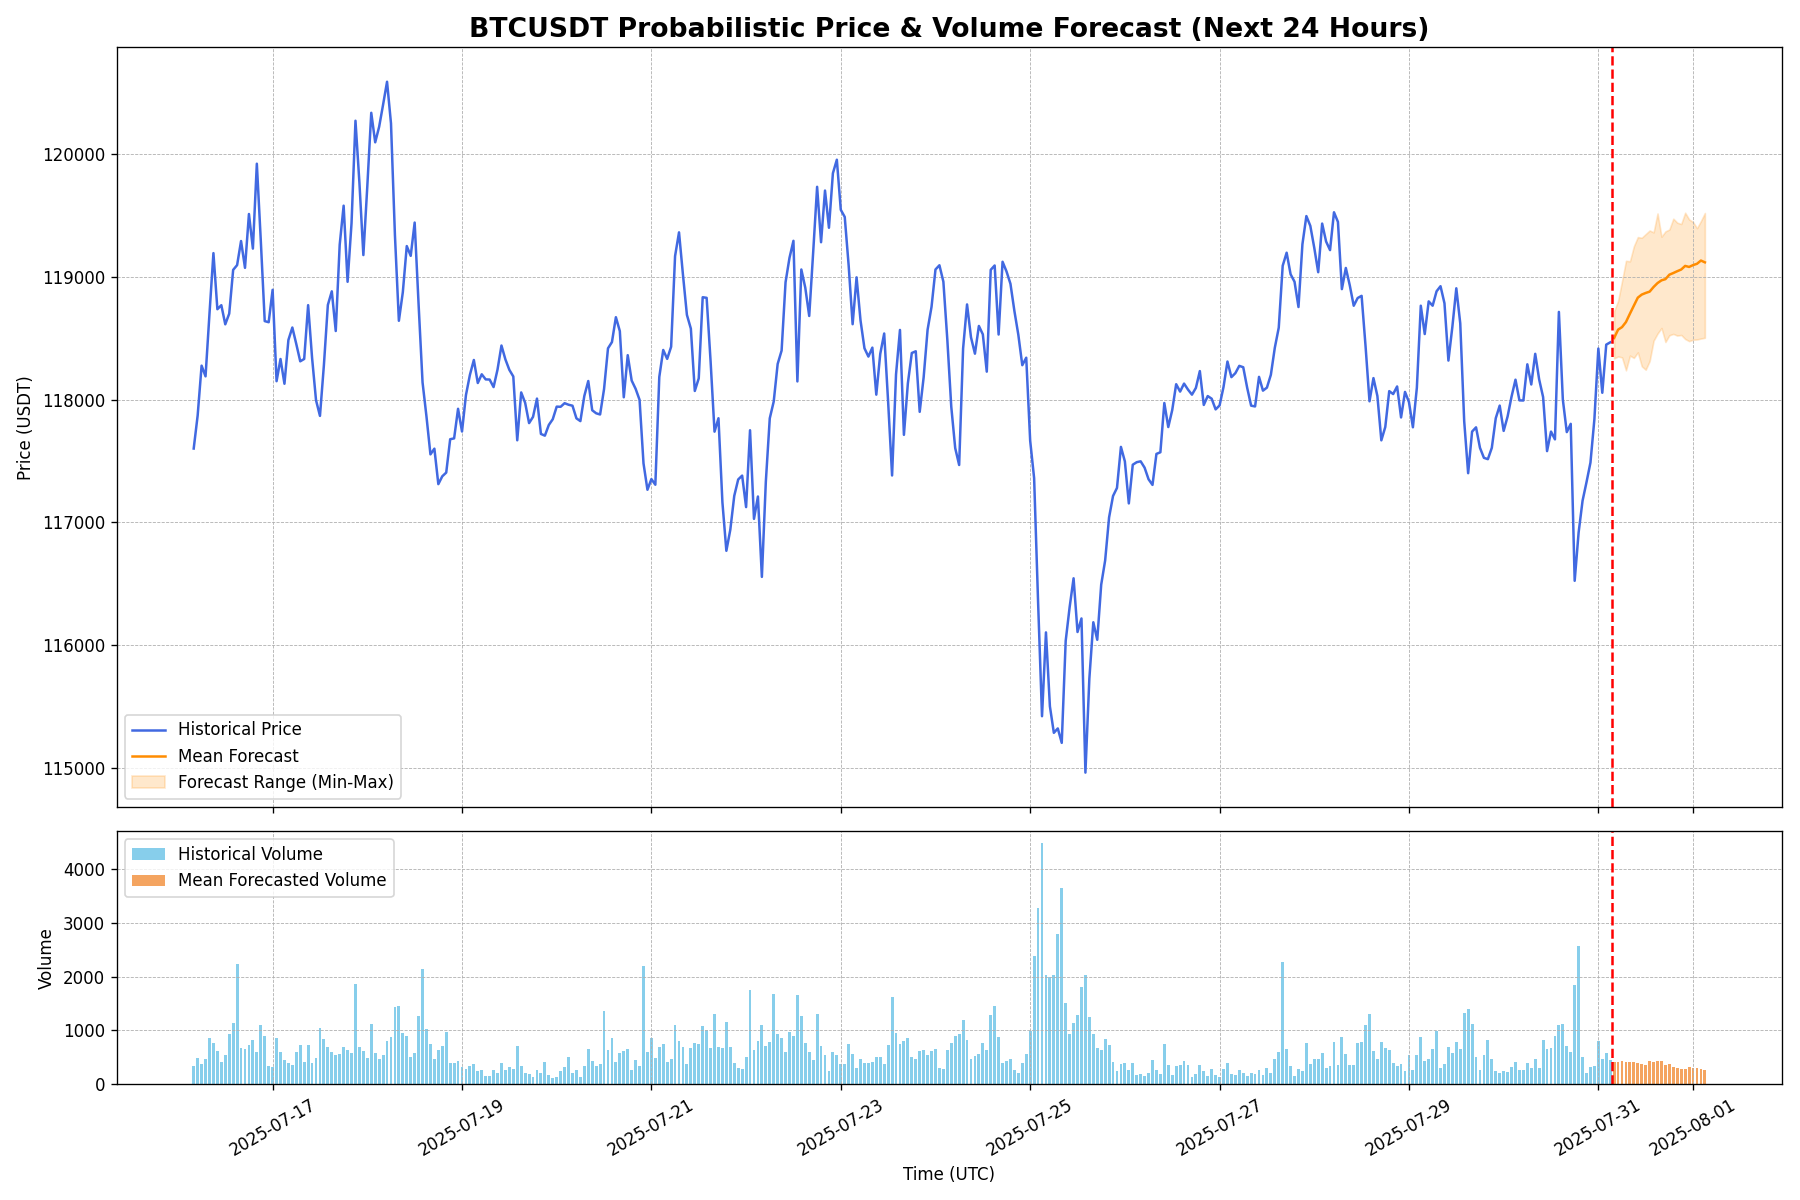 BTCUSDT Probabilistic Price & Volume Forecast (Next 24 Hours)
Price (USDT)
120000
119000
118000
117000
116000
115000
Historical Price
Mean Forecast
Forecast Range (Min-Max)
Volume
4000
3000
2000
1000
0
Historical Volume
Mean Forecasted Volume
2025-07-17
2025-07-19
2025-07-21
2025-07-23
2025-07-25
2025-07-27
2025-07-29
2025-07-31
2025-08-01
Time (UTC)